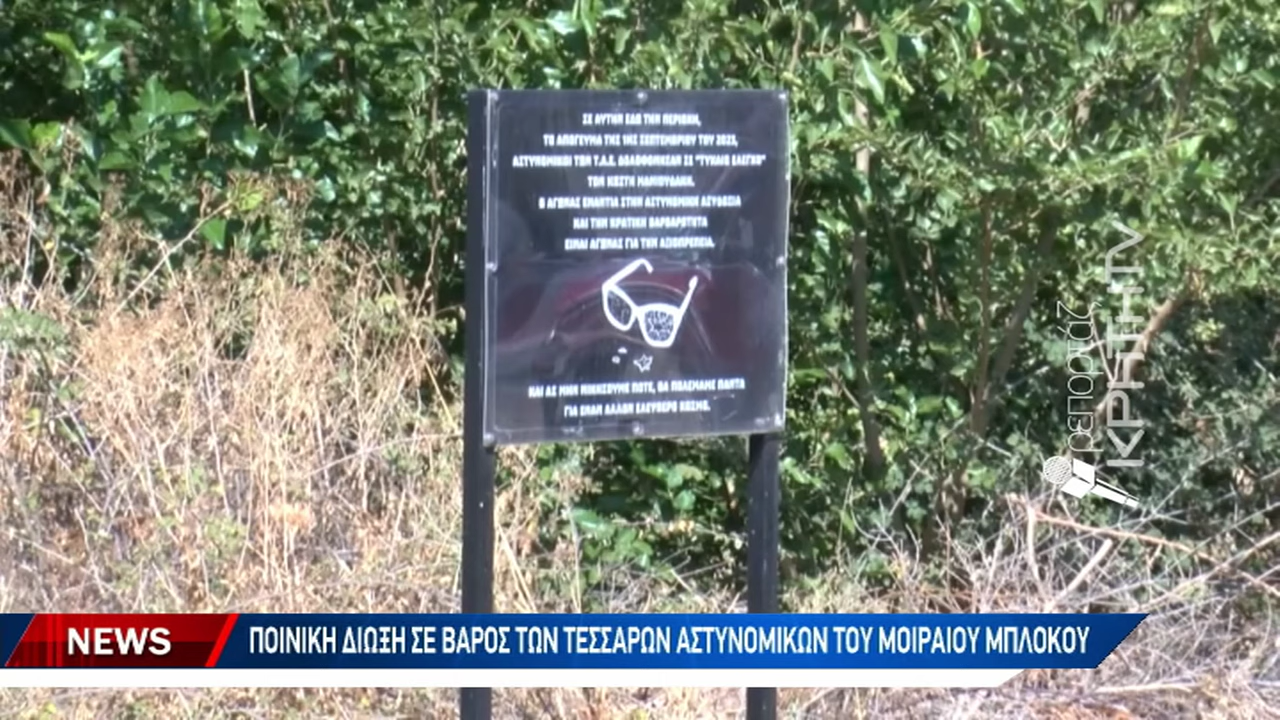 ΣΕ ΑΥΤΗΝ ΕΔΩ ΤΗΝ ΠΕΡΙΟΧΗ,
ΤΟ ΑΠΟΓΕΥΜΑ ΤΗΣ 1ΗΣ ΣΕΠΤΕΜΒΡΙΟΥ ΤΟΥ 2023,
ΑΣΤΥΝΟΜΙΚΟΙ ΤΩΝ Τ.Α.Ε. ΔΟΛΟΦΟΝΗΣΑΝ ΣΕ "ΤΥΧΑΙΟ ΕΛΕΓΧΟ"
ΤΟΝ ΚΩΣΤΗ ΜΑΝΙΟΥΔΑΚΗ.
Ο ΑΓΩΝΑΣ ΕΝΑΝΤΙΑ ΣΤΗΝ ΑΣΤΥΝΟΜΙΚΗ ΑΣΥΔΟΣΙΑ
ΚΑΙ ΤΗΝ ΚΡΑΤΙΚΗ ΒΑΡΒΑΡΟΤΗΤΑ
ΕΙΝΑΙ ΑΓΩΝΑΣ ΓΙΑ ΤΗΝ ΑΞΙΟΠΡΕΠΕΙΑ.
ΚΑΙ ΑΣ ΜΗΝ ΝΙΚΗΣΟΥΜΕ ΠΟΤΕ, ΘΑ ΠΟΛΕΜΑΜΕ ΠΑΝΤΑ
ΓΙΑ ΕΝΑΝ ΑΛΛΟΝ ΕΛΕΥΘΕΡΟ ΚΟΣΜΟ.
ρεπορτάζ
ΚΡΗΤΗ TV
NEWS ΠΟΙΝΙΚΗ ΔΙΩΞΗ ΣΕ ΒΑΡΟΣ ΤΩΝ ΤΕΣΣΑΡΩΝ ΑΣΤΥΝΟΜΙΚΩΝ ΤΟΥ ΜΟΙΡΑΙΟΥ ΜΠΛΟΚΟΥ